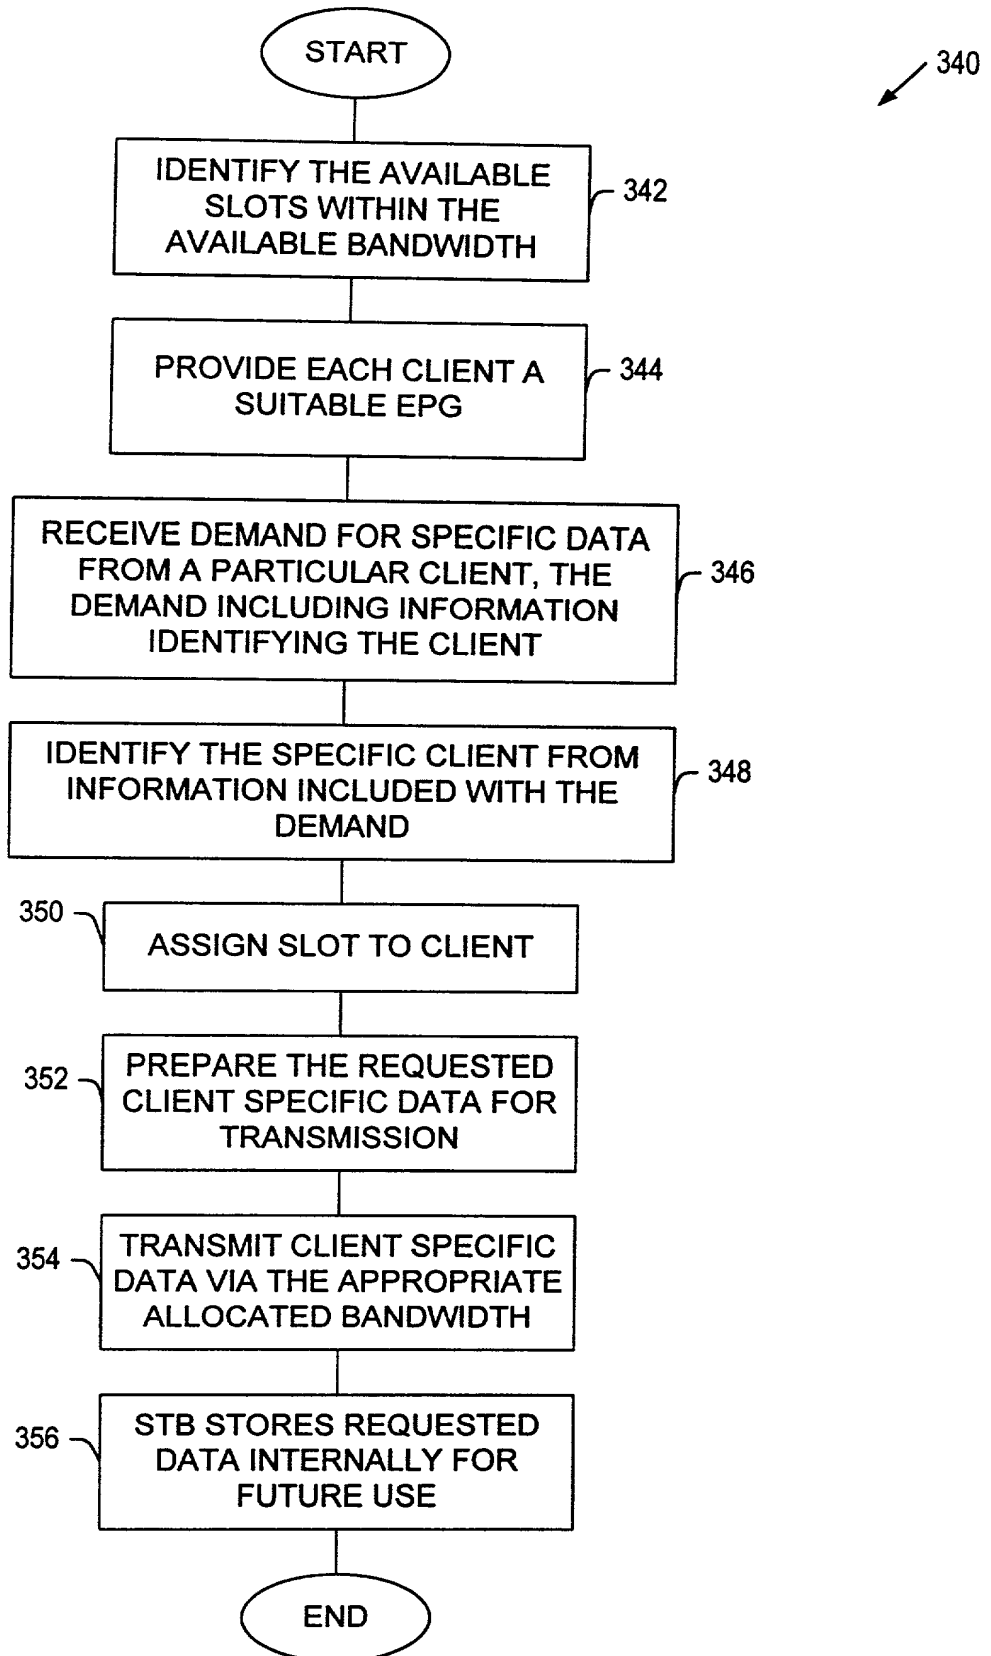 START
340
IDENTIFY THE AVAILABLE
SLOTS WITHIN THE
AVAILABLE BANDWIDTH
342
PROVIDE EACH CLIENT A
SUITABLE EPG
344
RECEIVE DEMAND FOR SPECIFIC DATA
FROM A PARTICULAR CLIENT, THE
DEMAND INCLUDING INFORMATION
IDENTIFYING THE CLIENT
346
IDENTIFY THE SPECIFIC CLIENT FROM
INFORMATION INCLUDED WITH THE
DEMAND
348
350
ASSIGN SLOT TO CLIENT
352
PREPARE THE REQUESTED
CLIENT SPECIFIC DATA FOR
TRANSMISSION
354
TRANSMIT CLIENT SPECIFIC
DATA VIA THE APPROPRIATE
ALLOCATED BANDWIDTH
356
STB STORES REQUESTED
DATA INTERNALLY FOR
FUTURE USE
END